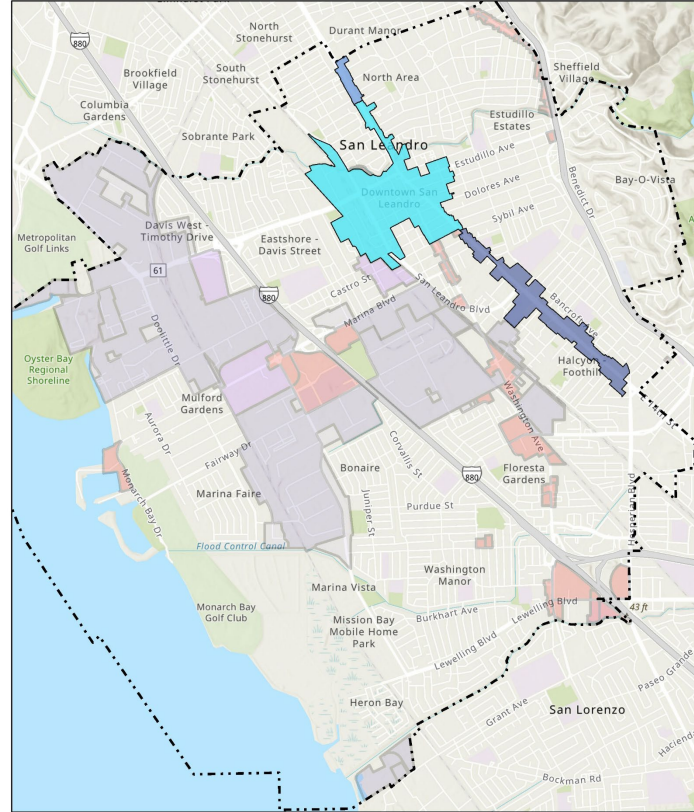 880
North
Stonehurst
Durant Manor
Brookfield
Village
South
Stonehurst
North Area
Sheffield
Village
Columbia
Gardens
Sobrante Park
San Leandro
Estudillo
Estates
Estudillo Ave
Bay-O-Vista
Dolores Ave
Downtown San
Leandro
Sybil Ave
Benedict Dr
Metropolitan
Golf Links
Davis West -
Timothy Drive
Eastshore -
Davis Street
61
Castro St
880
San Leandro Blvd
Marina Blvd
Bancroft Ave
Doolittle Dr
Oyster Bay
Regional
Shoreline
Halcyon
Foothill
E 14th St
Mulford
Gardens
Washington Ave
Aurora Dr
Fairway Dr
Corvallis St
Bonaire
880
Floresta
Gardens
Monarch Bay Dr
Marina Faire
Juniper St
Purdue St
Hesperian Blvd
Flood Control Canal
Washington
Manor
Marina Vista
Monarch Bay
Golf Club
Burkhart Ave
Lewelling Blvd
43 ft
Mission Bay
Mobile Home
Park
Lewelling Blvd
Paseo Grande
Heron Bay
Grant Ave
San Lorenzo
Hacienda
Bockman Rd